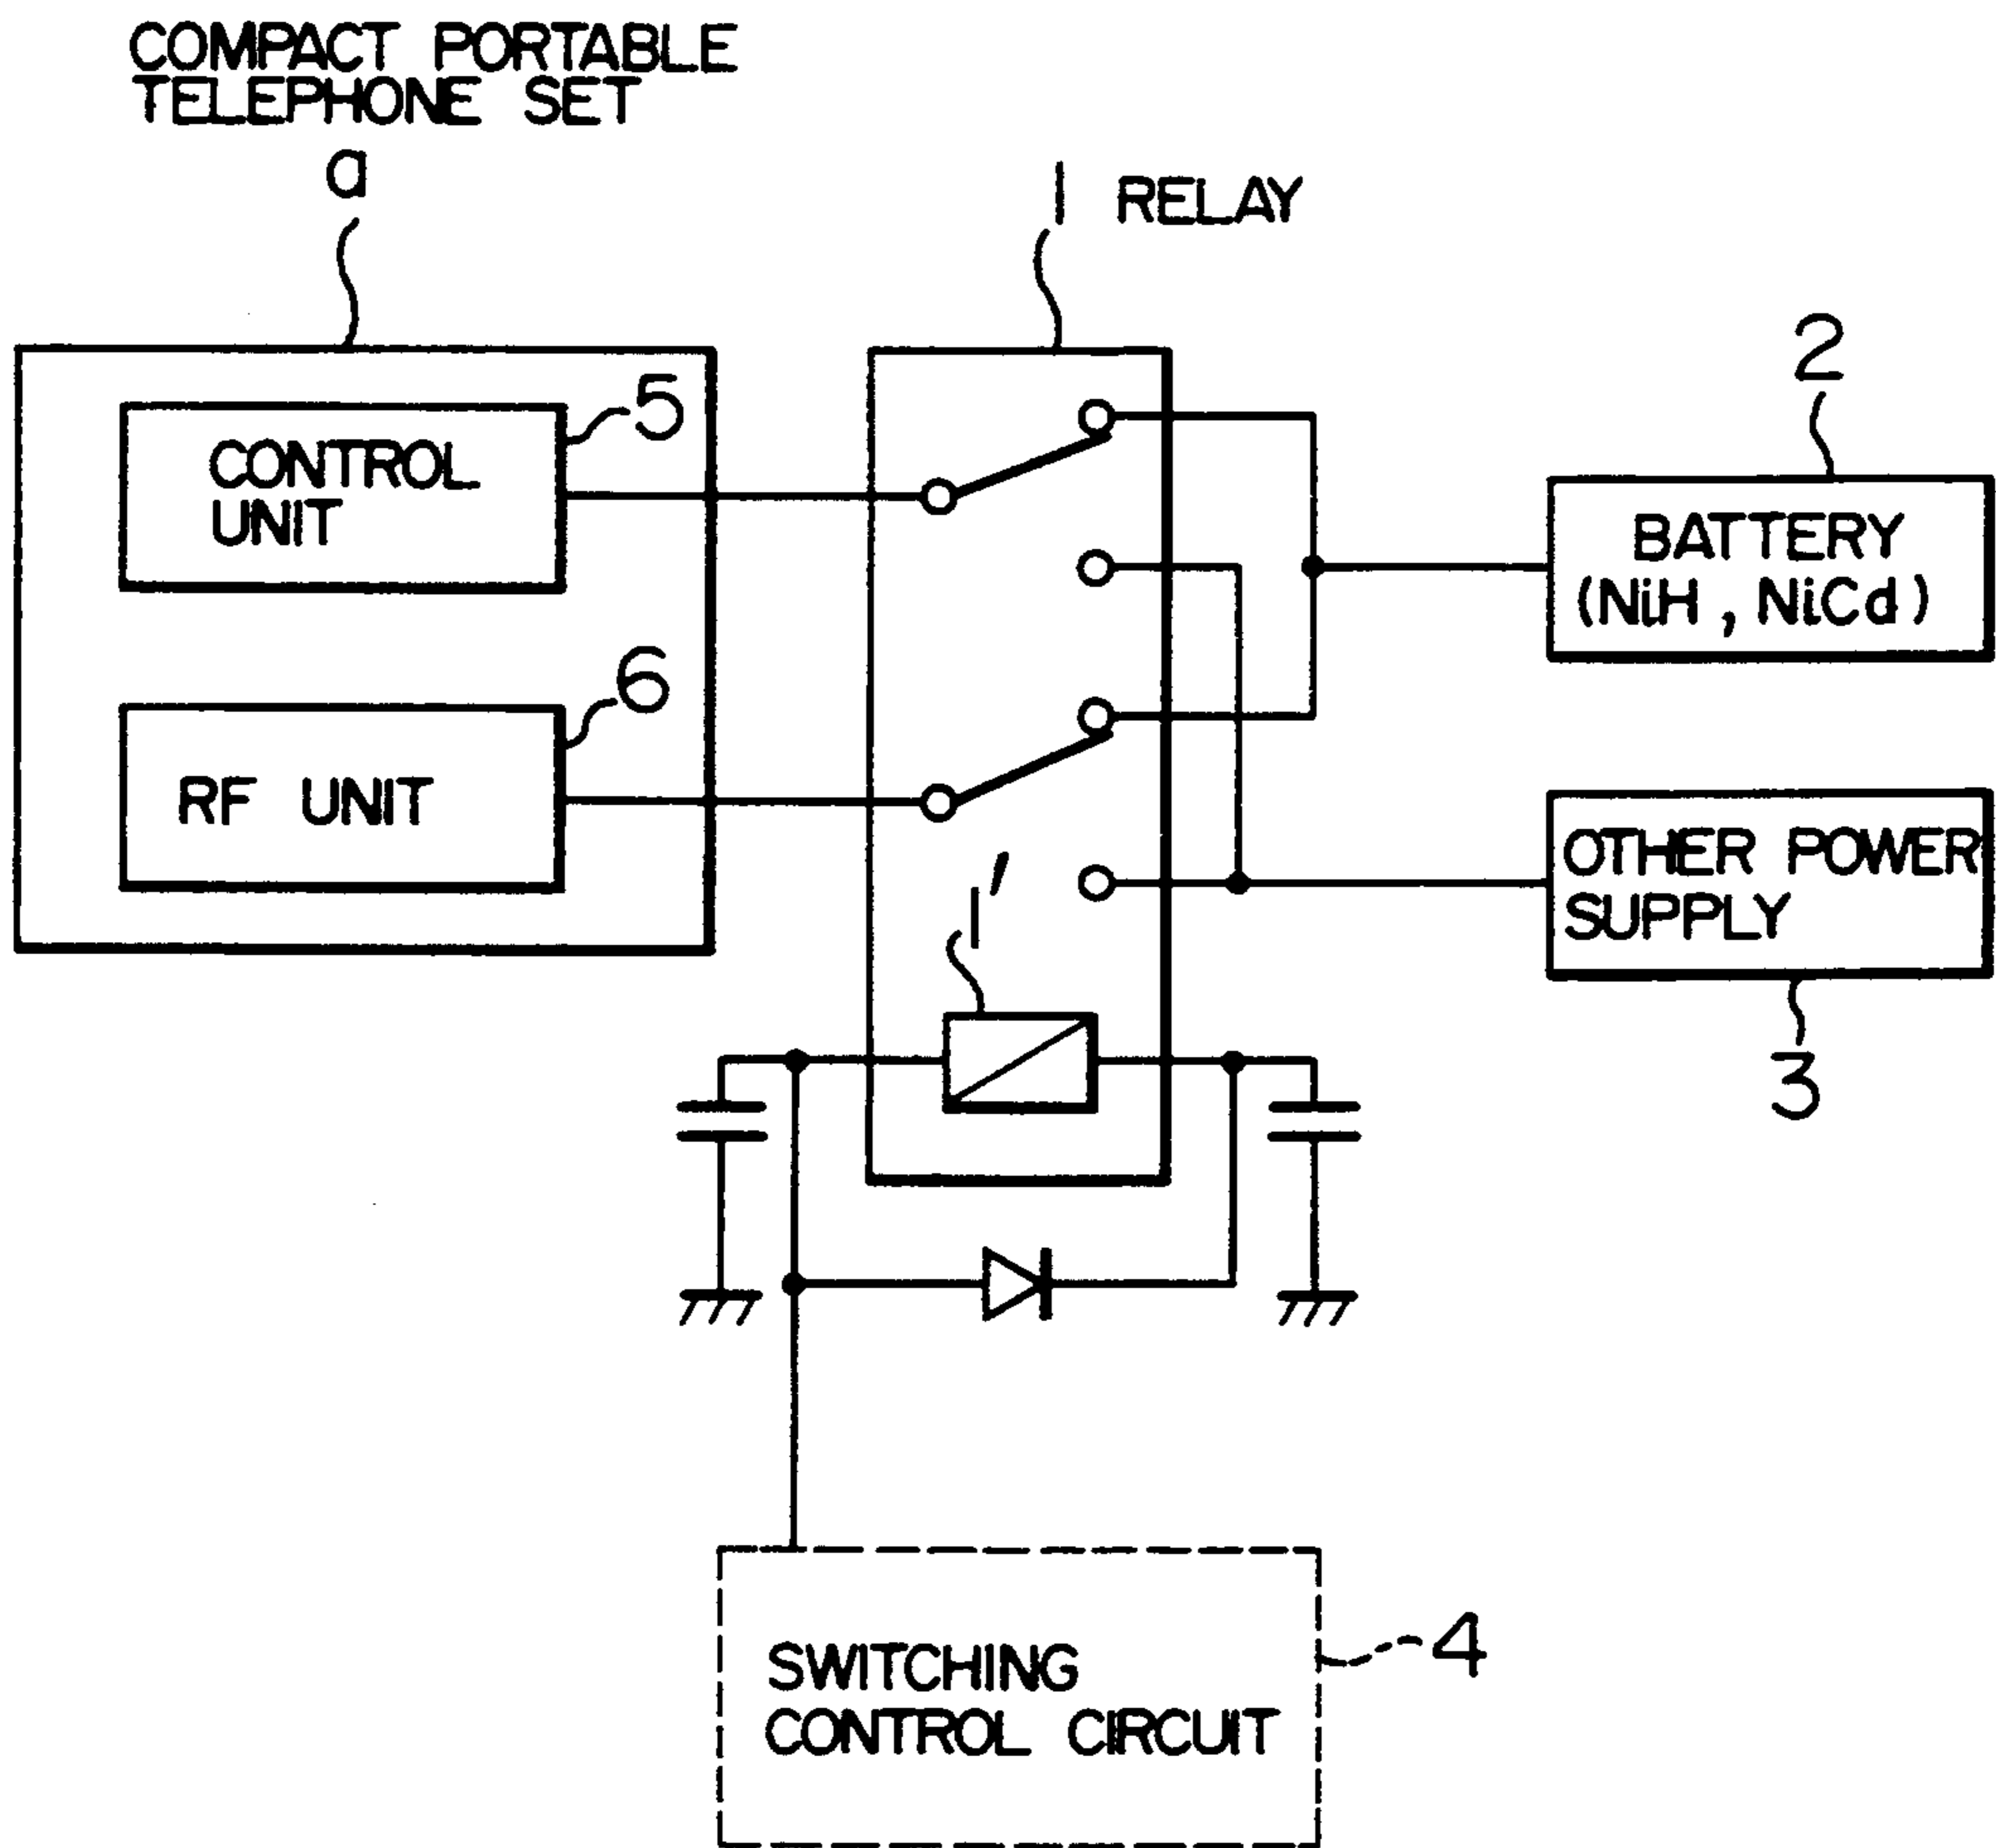 COMPACT PORTABLE
TELEPHONE SET
a
1 RELAY
5
CONTROL
UNIT
2
BATTERY
(NiH, NiCd)
6
RF UNIT
OTHER POWER
SUPPLY
1'
3
4
SWITCHING
CONTROL CIRCUIT